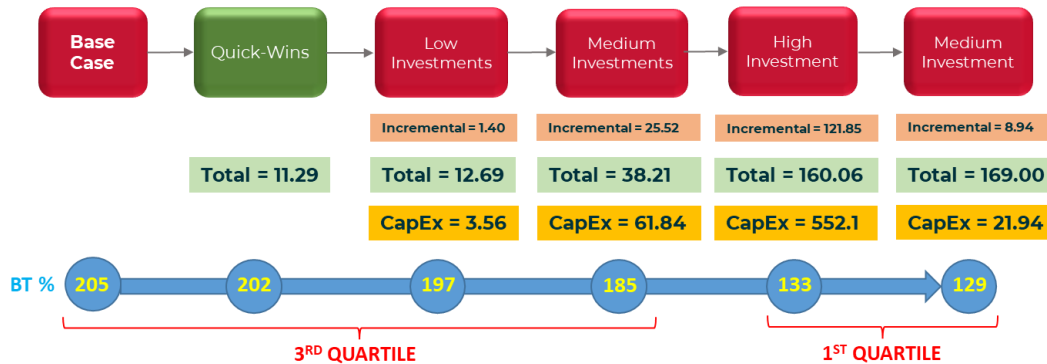 Base
Case
Quick-Wins
Low
Investments
Medium
Investments
High
Investment
Medium
Investment
Incremental = 1.40
Incremental = 25.52
Incremental = 121.85
Incremental = 8.94
Total = 11.29
Total = 12.69
Total = 38.21
Total = 160.06
Total = 169.00
CapEx = 3.56
CapEx = 61.84
CapEx = 552.1
CapEx = 21.94
BT %
205
202
197
185
133
129
3RD QUARTILE
1ST QUARTILE